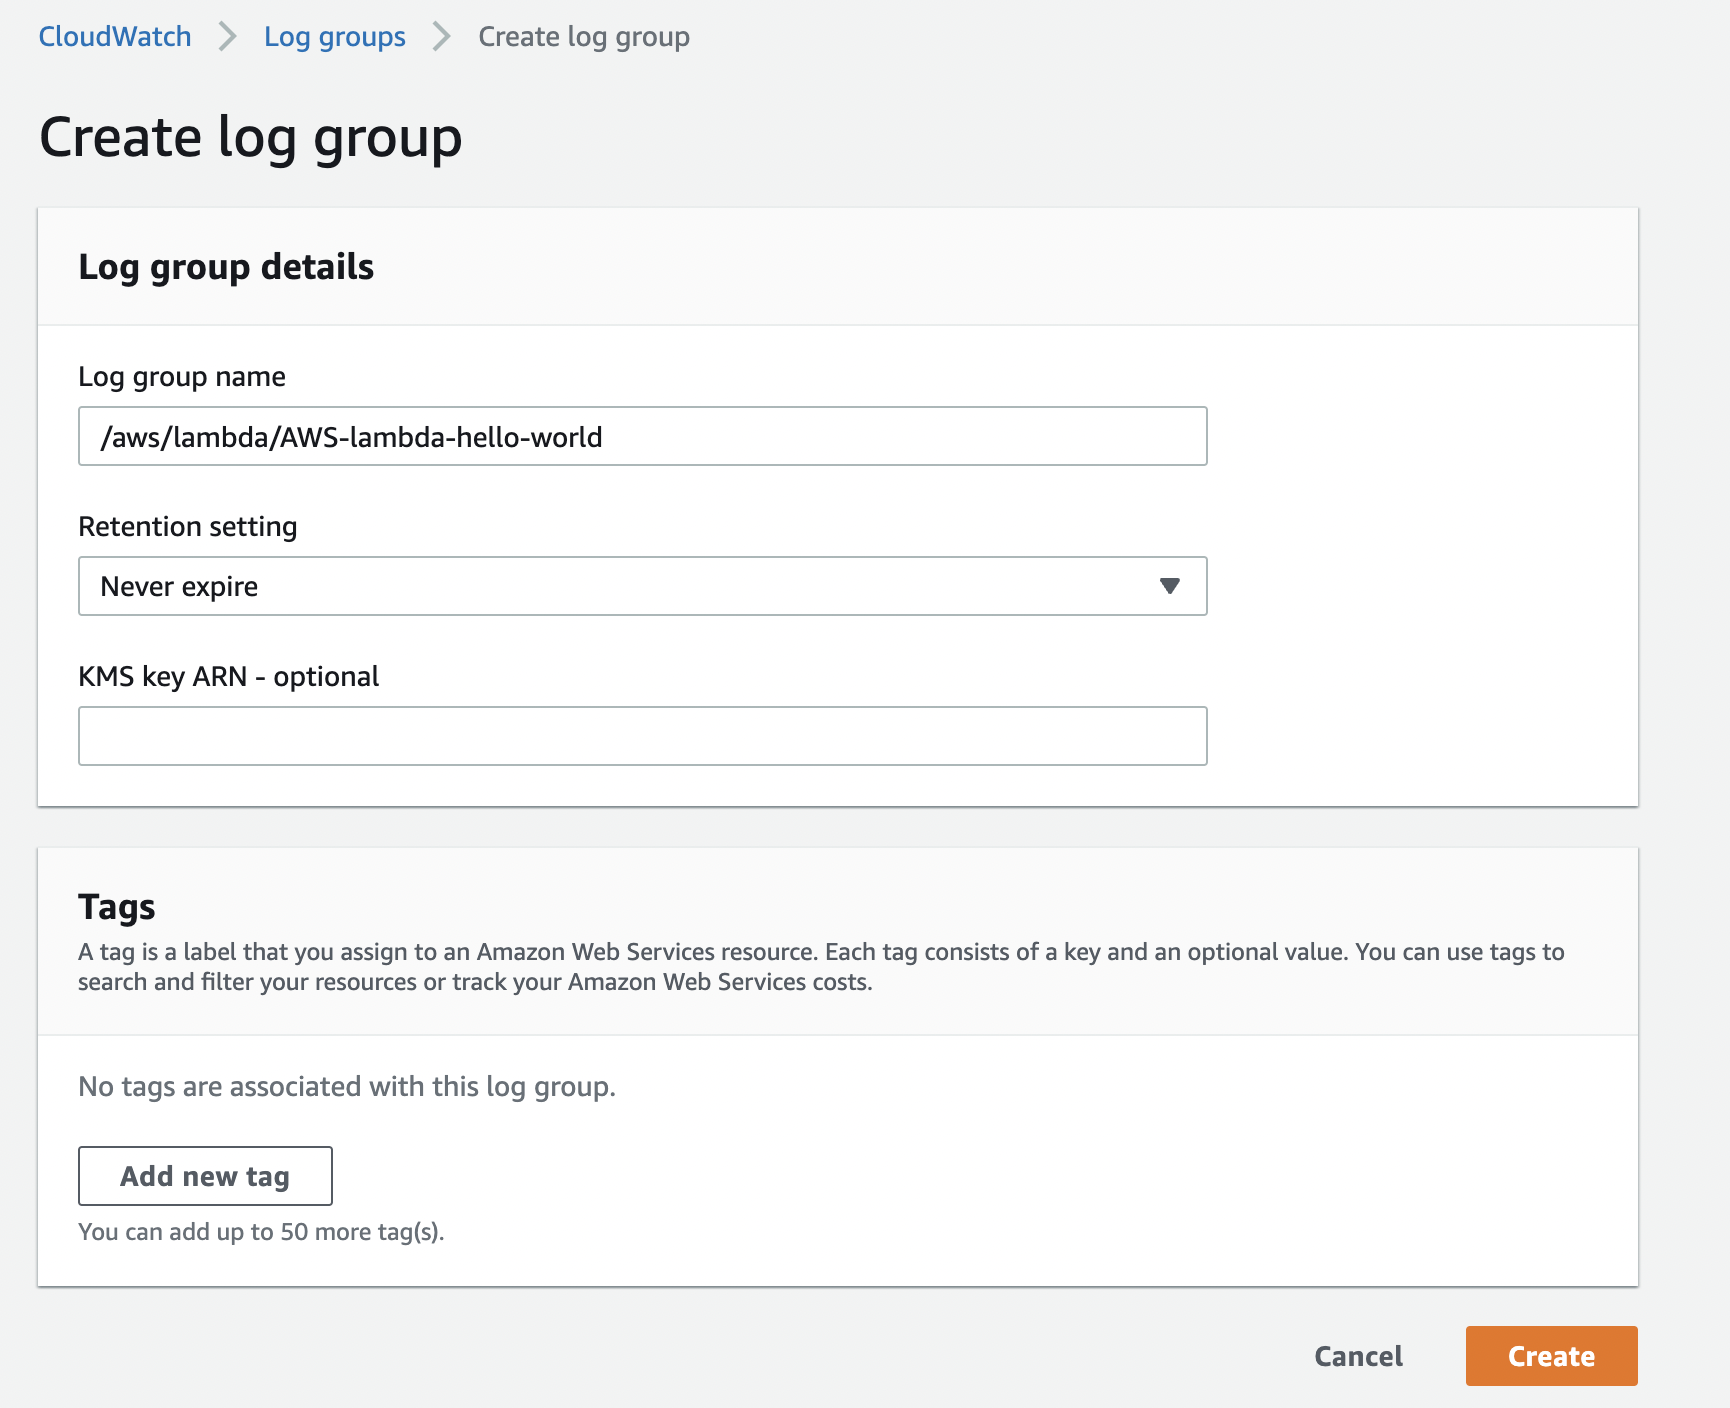 CloudWatch > Log groups > Create log group
Create log group
Log group details
Log group name
/aws/lambda/AWS-lambda-hello-world
Retention setting
Never expire
KMS key ARN - optional
Tags
A tag is a label that you assign to an Amazon Web Services resource. Each tag consists of a key and an optional value. You can use tags to
search and filter your resources or track your Amazon Web Services costs.
No tags are associated with this log group.
Add new tag
You can add up to 50 more tag(s).
Cancel Create